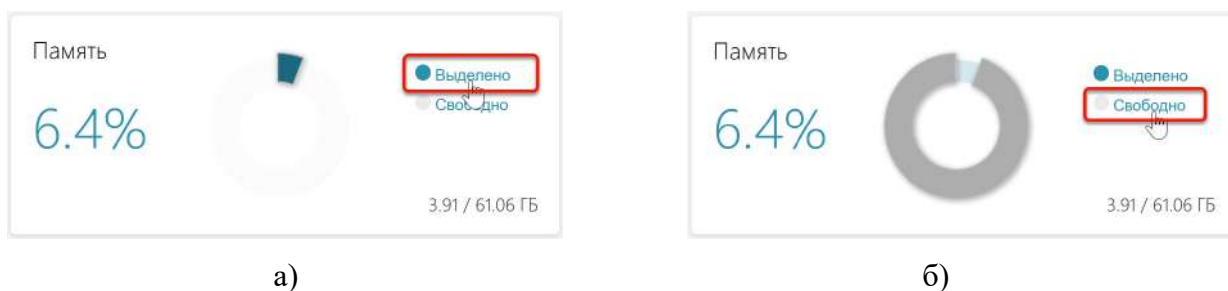 Память
Выделено
Свободно
6.4%
3.91 / 61.06 ГБ
а)
Память
Выделено
Свободно
6.4%
3.91 / 61.06 ГБ
б)